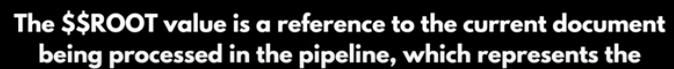 The $$ROOT value is a reference to the current document
being processed in the pipeline, which represents the